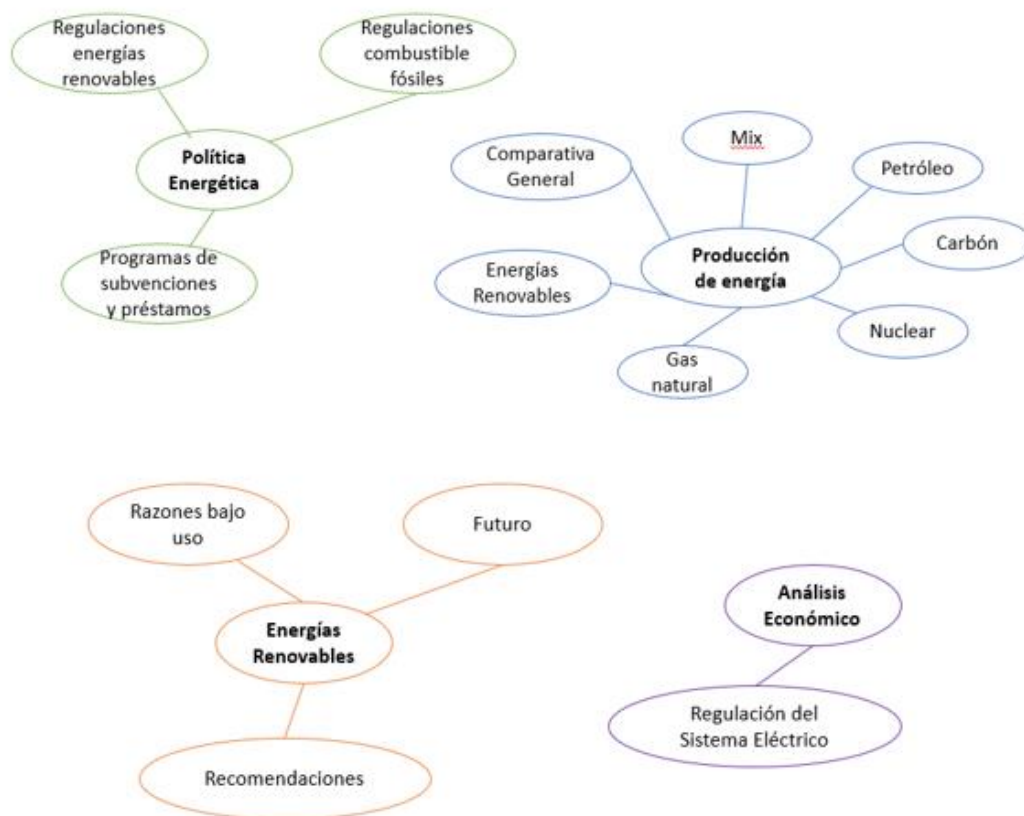 Regulaciones
energías
renovables
Regulaciones
combustible
fósiles
Política
Energética
Programas de
subvenciones
y préstamos
Mix
Comparativa
General
Petróleo
Carbón
Producción
de energía
Energías
Renovables
Nuclear
Gas
natural
Razones bajo
uso
Futuro
Energías
Renovables
Recomendaciones
Análisis
Económico
Regulación del
Sistema Eléctrico